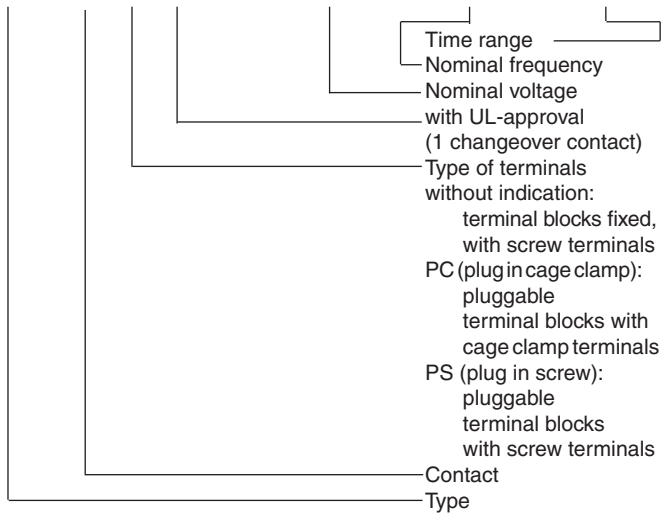 Time range
Nominal frequency
Nominal voltage
with UL-approval
(1 changeover contact)
Type of terminals
without indication:
terminal blocks fixed,
with screw terminals
PC (plug in cage clamp):
pluggable
terminal blocks with
cage clamp terminals
PS (plug in screw):
pluggable
terminal blocks
with screw terminals
Contact
Type